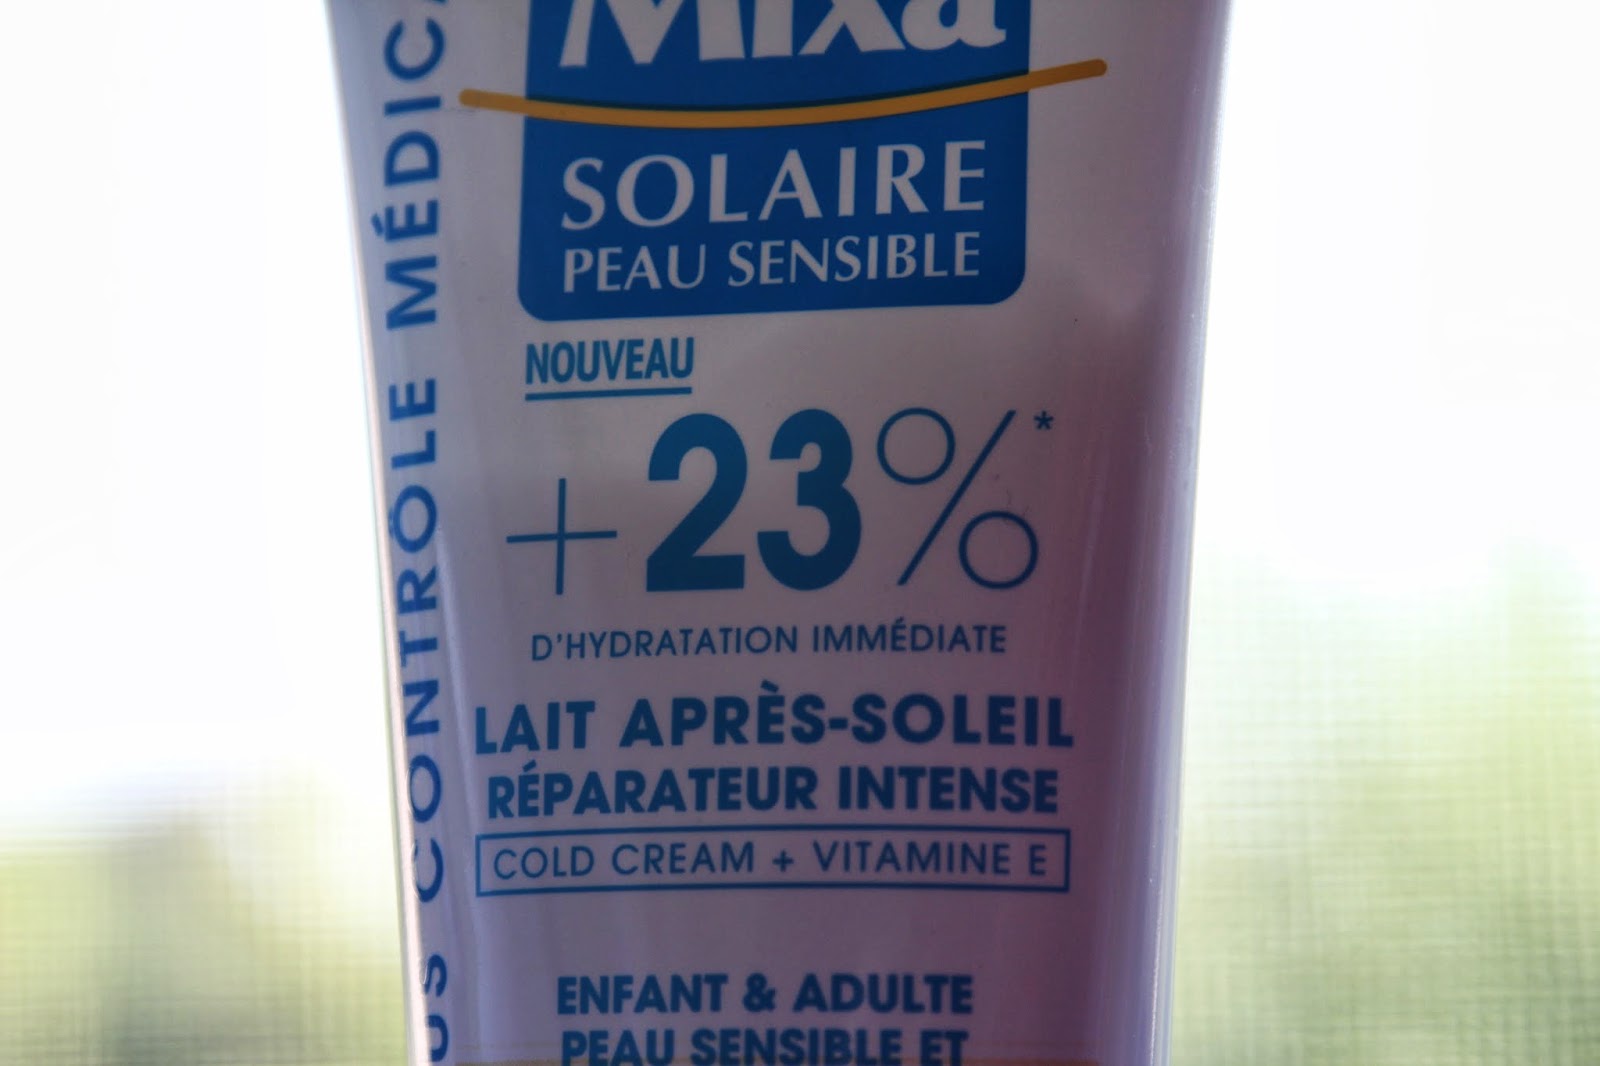 Mixa
SOLAIRE
PEAU SENSIBLE
NOUVEAU
+23%*
D'HYDRATATION IMMÉDIATE
LAIT APRÈS-SOLEIL
RÉPARATEUR INTENSE
COLD CREAM + VITAMINE E
ENFANT & ADULTE
PEAU SENSIBLE ET
CONTRÔLE